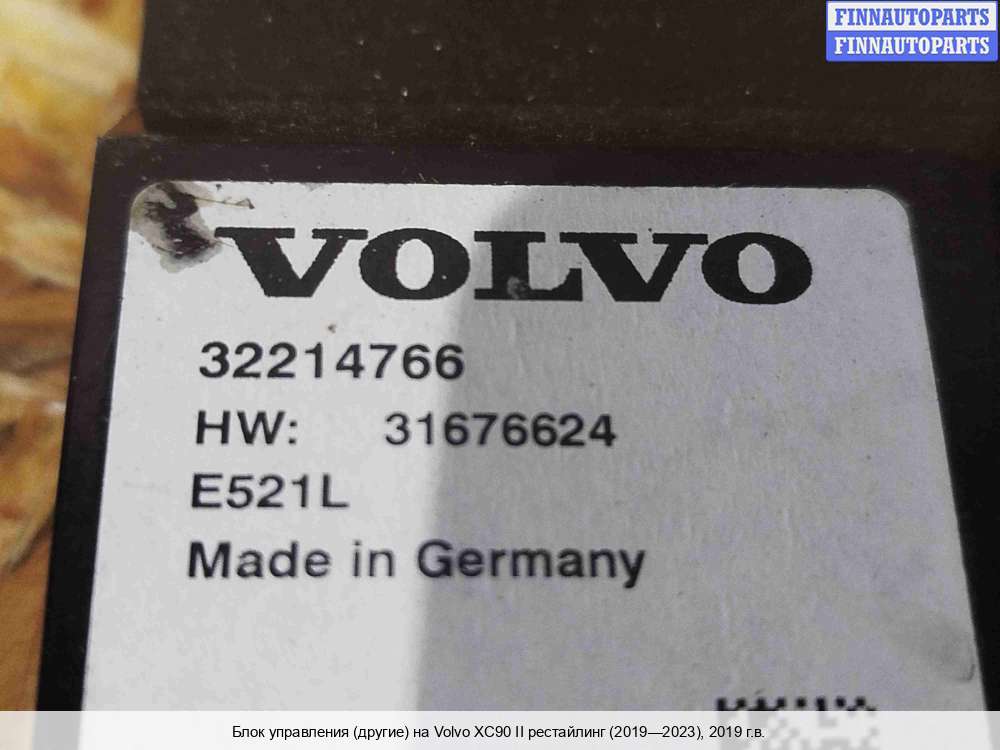 FINNAUTOPARTS
FINNAUTOPARTS
VOLVO
32214766
HW: 31676624
E521L
Made in Germany
Блок управления (другие) на Volvo XC90 II рестайлинг (2019—2023), 2019 г.в.